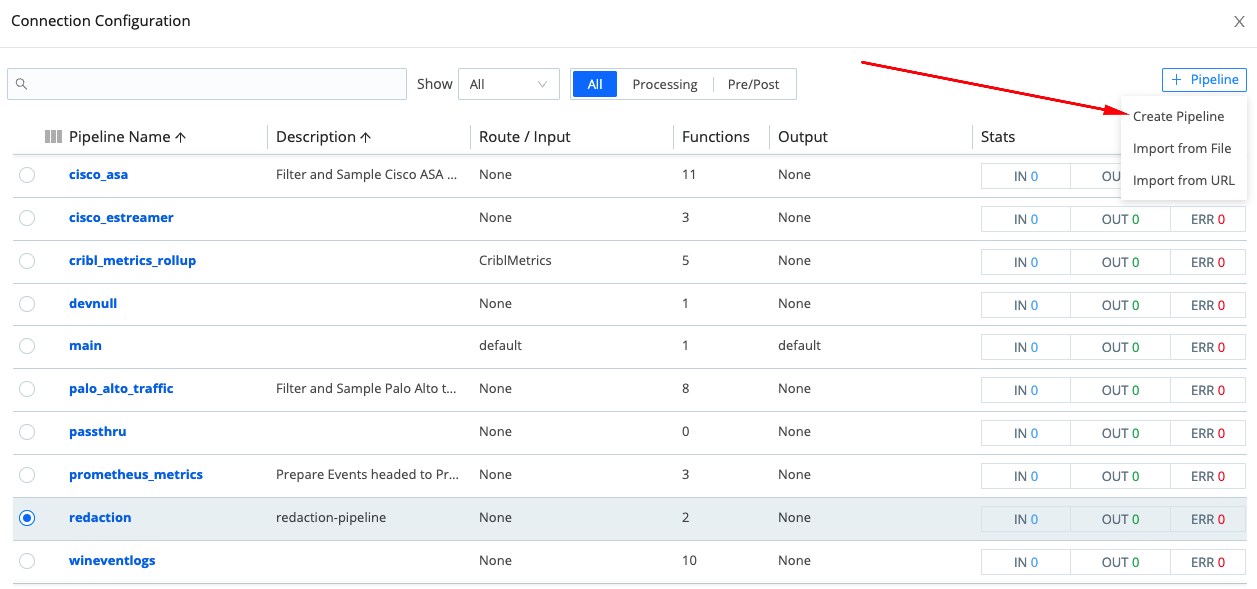 Connection Configuration X
Show All All Processing Pre/Post + Pipeline
Create Pipeline
Import from File
Import from URL
Pipeline Name ↑ Description ↑ Route / Input Functions Output Stats
cisco_asa Filter and Sample Cisco ASA ... None 11 None IN 0 OU
cisco_estreamer None 3 None IN 0 OUT 0 ERR 0
cribl_metrics_rollup CriblMetrics 5 None IN 0 OUT 0 ERR 0
devnull None 1 None IN 0 OUT 0 ERR 0
main default 1 default IN 0 OUT 0 ERR 0
palo_alto_traffic Filter and Sample Palo Alto t... None 8 None IN 0 OUT 0 ERR 0
passthru None 0 None IN 0 OUT 0 ERR 0
prometheus_metrics Prepare Events headed to Pr... None 3 None IN 0 OUT 0 ERR 0
redaction redaction-pipeline None 2 None IN 0 OUT 0 ERR 0
wineventlogs None 10 None IN 0 OUT 0 ERR 0